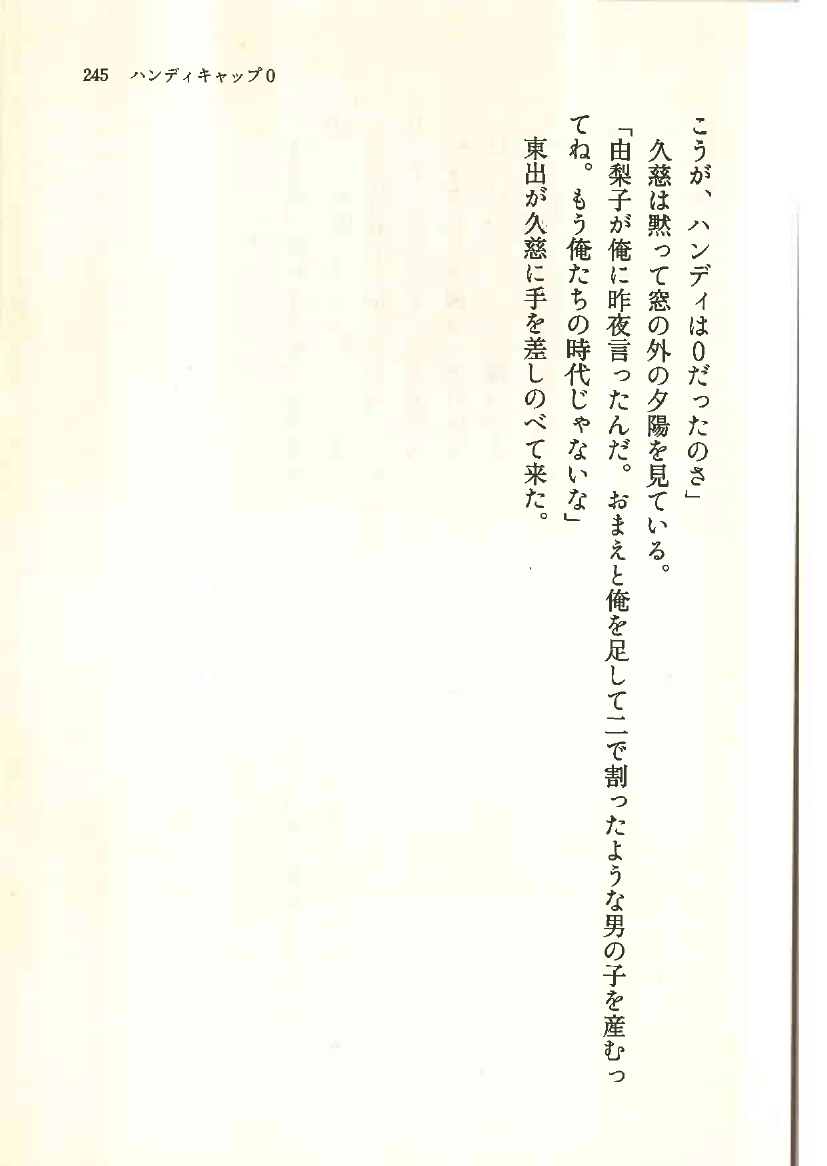 245 ハンディキャップ0
こうが、ハンディは0だったのさ」
久慈は黙って窓の外の夕陽を見ている。
「由梨子が俺に昨夜言ったんだ。おまえと俺を足して二で割ったような男の子を産むっ
てね。もう俺たちの時代じゃないな」
東出が久慈に手を差しのべて来た。